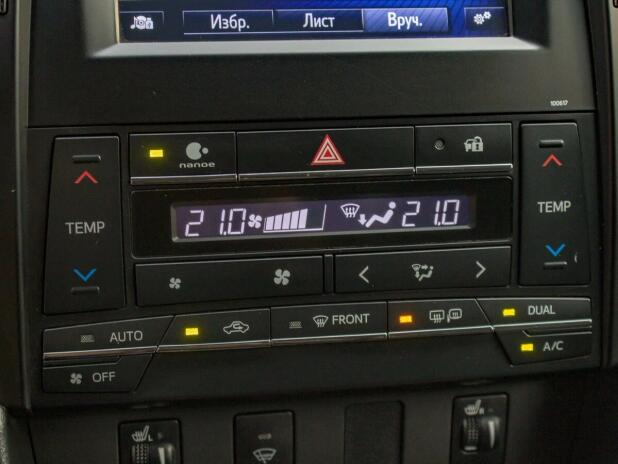 Избр. Лист Вруч.
100617
nanoe
TEMP 21.0 21.0 TEMP
AUTO FRONT DUAL
OFF A/C
L R